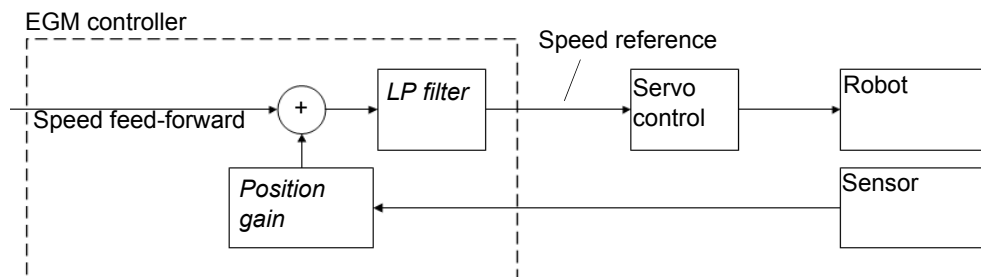 EGM controller
Speed reference
LP filter
Servo
control
Robot
+
Speed feed-forward
Position
gain
Sensor